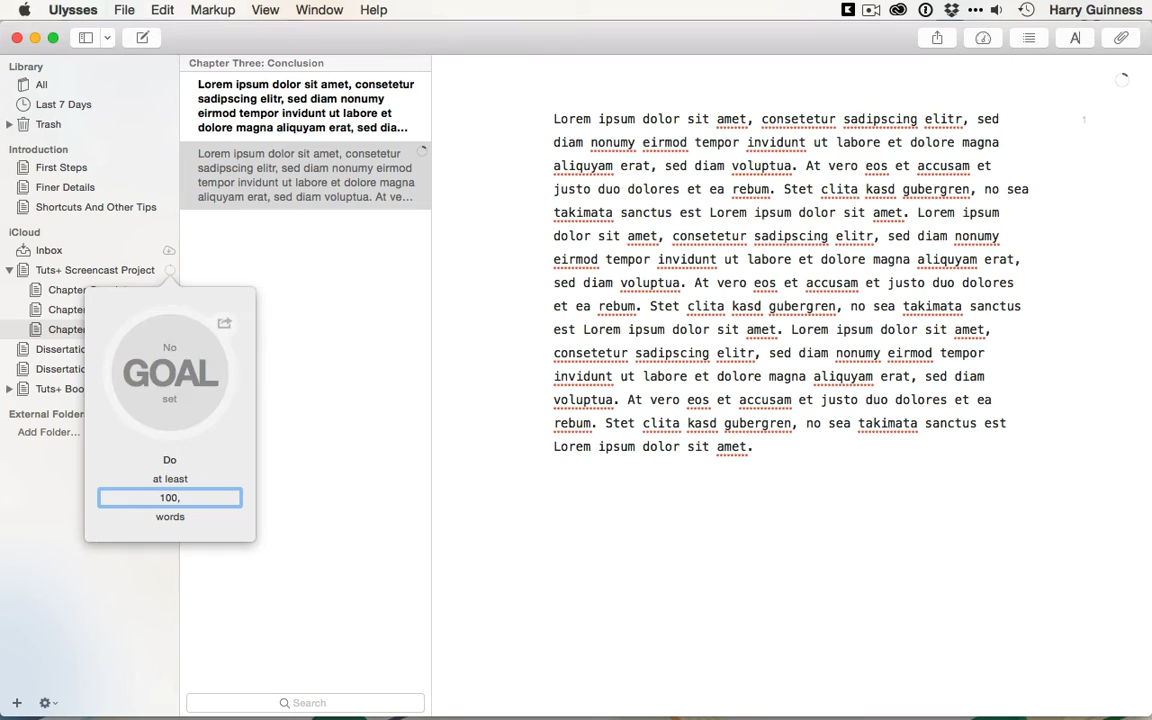 Ulysses File Edit Markup View Window Help Harry Guinness
Library
All
Last 7 Days
Trash
Introduction
First Steps
Finer Details
Shortcuts And Other Tips
iCloud
Inbox
Tuts+ Screencast Project
Chapter
Chapter
Chapter
Dissertatio
Dissertatio
Tuts+ Boo
External Folder
Add Folder...
No
GOAL
set
Do
at least
100,
words
Chapter Three: Conclusion
Lorem ipsum dolor sit amet, consetetur
sadipscing elitr, sed diam nonumy
eirmod tempor invidunt ut labore et
dolore magna aliquyam erat, sed dia...
Lorem ipsum dolor sit amet, consetetur
sadipscing elitr, sed diam nonumy
eirmod tempor invidunt ut labore et
dolore magna aliquyam erat, sed diam voluptua. At ve...
Search
Lorem ipsum dolor sit amet, consetetur sadipscing elitr, sed
diam nonumy eirmod tempor invidunt ut labore et dolore magna
aliquyam erat, sed diam voluptua. At vero eos et accusam et
justo duo dolores et ea rebum. Stet clita kasd gubergren, no sea
takimata sanctus est Lorem ipsum dolor sit amet. Lorem ipsum
dolor sit amet, consetetur sadipscing elitr, sed diam nonumy
eirmod tempor invidunt ut labore et dolore magna aliquyam erat,
sed diam voluptua. At vero eos et accusam et justo duo dolores
et ea rebum. Stet clita kasd gubergren, no sea takimata sanctus
est Lorem ipsum dolor sit amet. Lorem ipsum dolor sit amet,
consetetur sadipscing elitr, sed diam nonumy eirmod tempor
invidunt ut labore et dolore magna aliquyam erat, sed diam
voluptua. At vero eos et accusam et justo duo dolores et ea
rebum. Stet clita kasd gubergren, no sea takimata sanctus est
Lorem ipsum dolor sit amet.
1